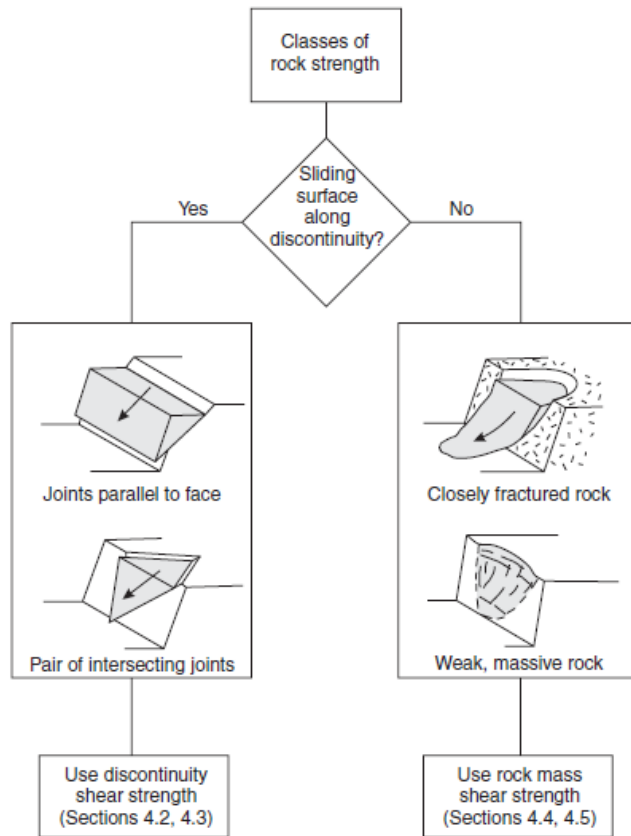 Classes of
rock strength
Sliding
surface
along
discontinuity?
Yes
No
Joints parallel to face
Pair of intersecting joints
Closely fractured rock
Weak, massive rock
Use discontinuity
shear strength
(Sections 4.2, 4.3)
Use rock mass
shear strength
(Sections 4.4, 4.5)